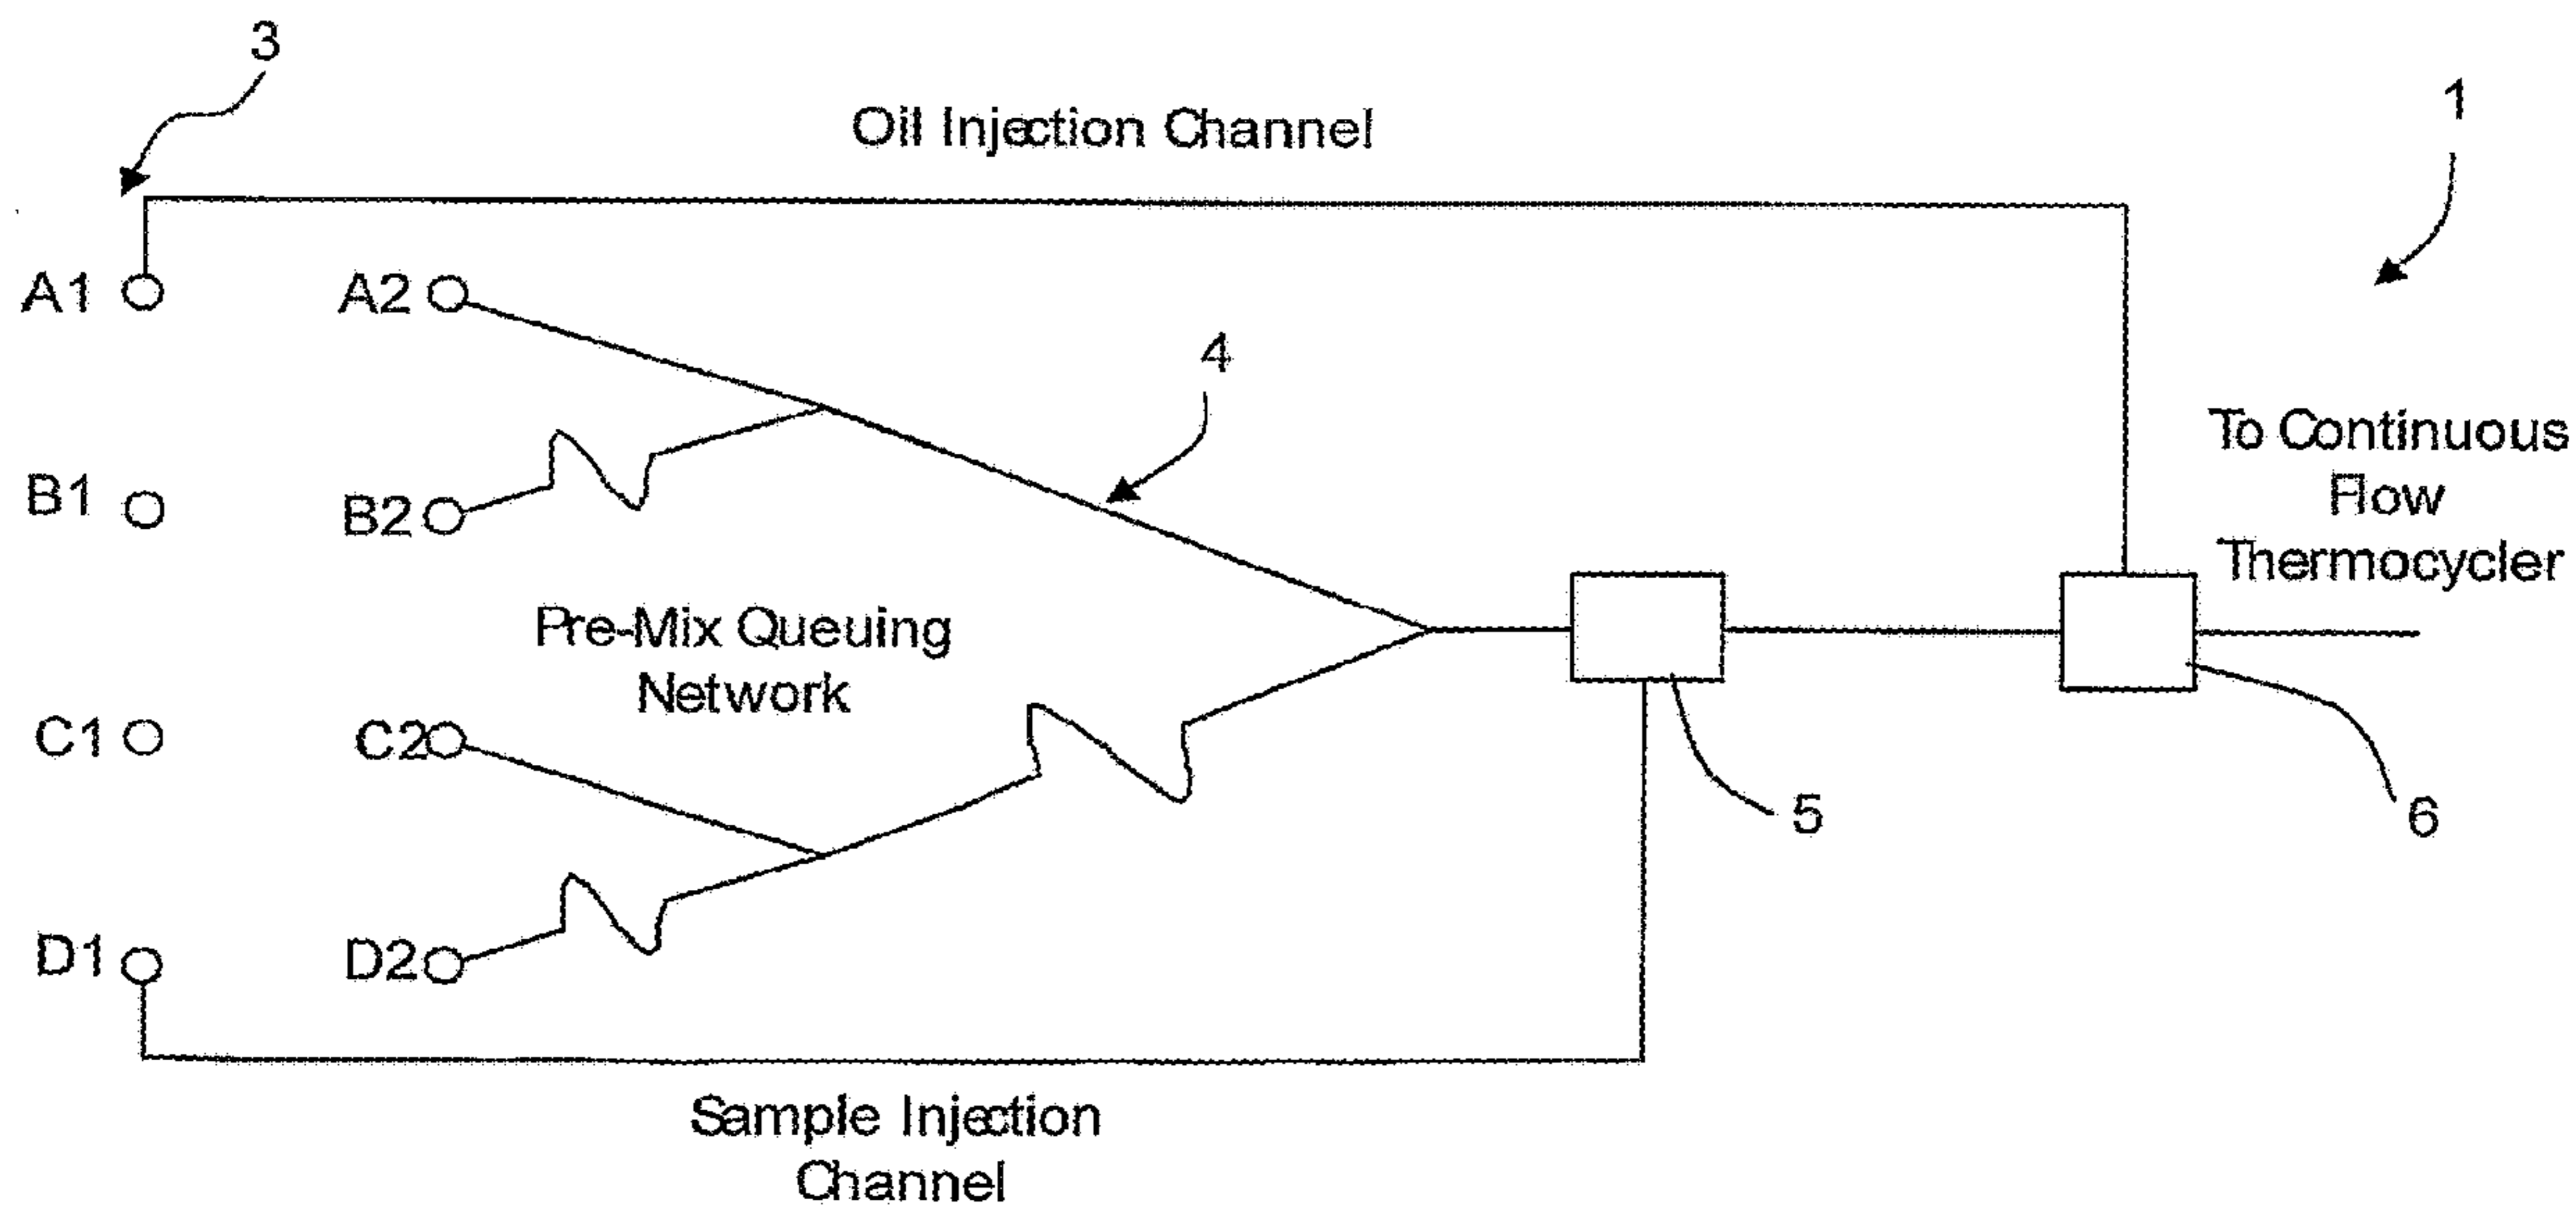 3
1
Oil Injection Channel
A1
A2
4
To Continuous
Flow
Thermocycler
B1
B2
Pre-Mix Queuing
Network
C1
C2
5
6
D1
D2
Sample Injection
Channel